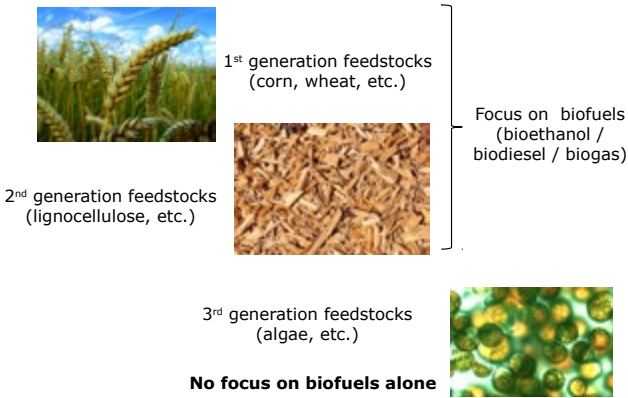 1st generation feedstocks
(corn, wheat, etc.)
Focus on biofuels
(bioethanol /
biodiesel / biogas)
2nd generation feedstocks
(lignocellulose, etc.)
3rd generation feedstocks
(algae, etc.)
No focus on biofuels alone